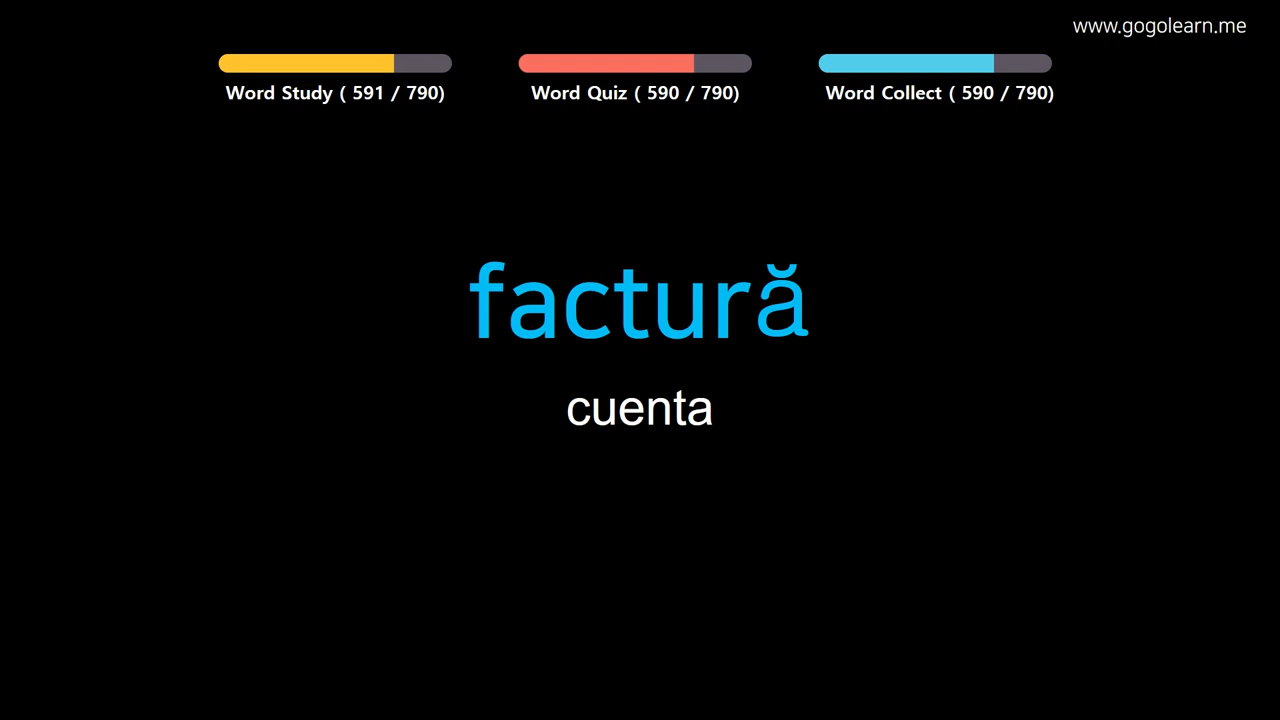 www.gogolearn.me
Word Study ( 591 / 790)
Word Quiz ( 590 / 790)
Word Collect ( 590 / 790)
factură
cuenta